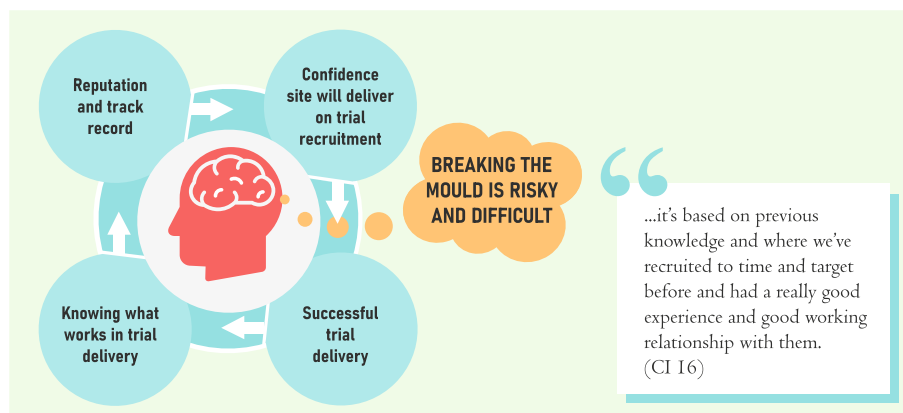 Reputation
and track
record
Confidence
site will deliver
on trial
recruitment
BREAKING THE
MOULD IS RISKY
AND DIFFICULT
Knowing what
works in trial
delivery
Successful
trial
delivery
“
...it’s based on previous
knowledge and where we’ve
recruited to time and target
before and had a really good
experience and good working
relationship with them.
(CI 16)